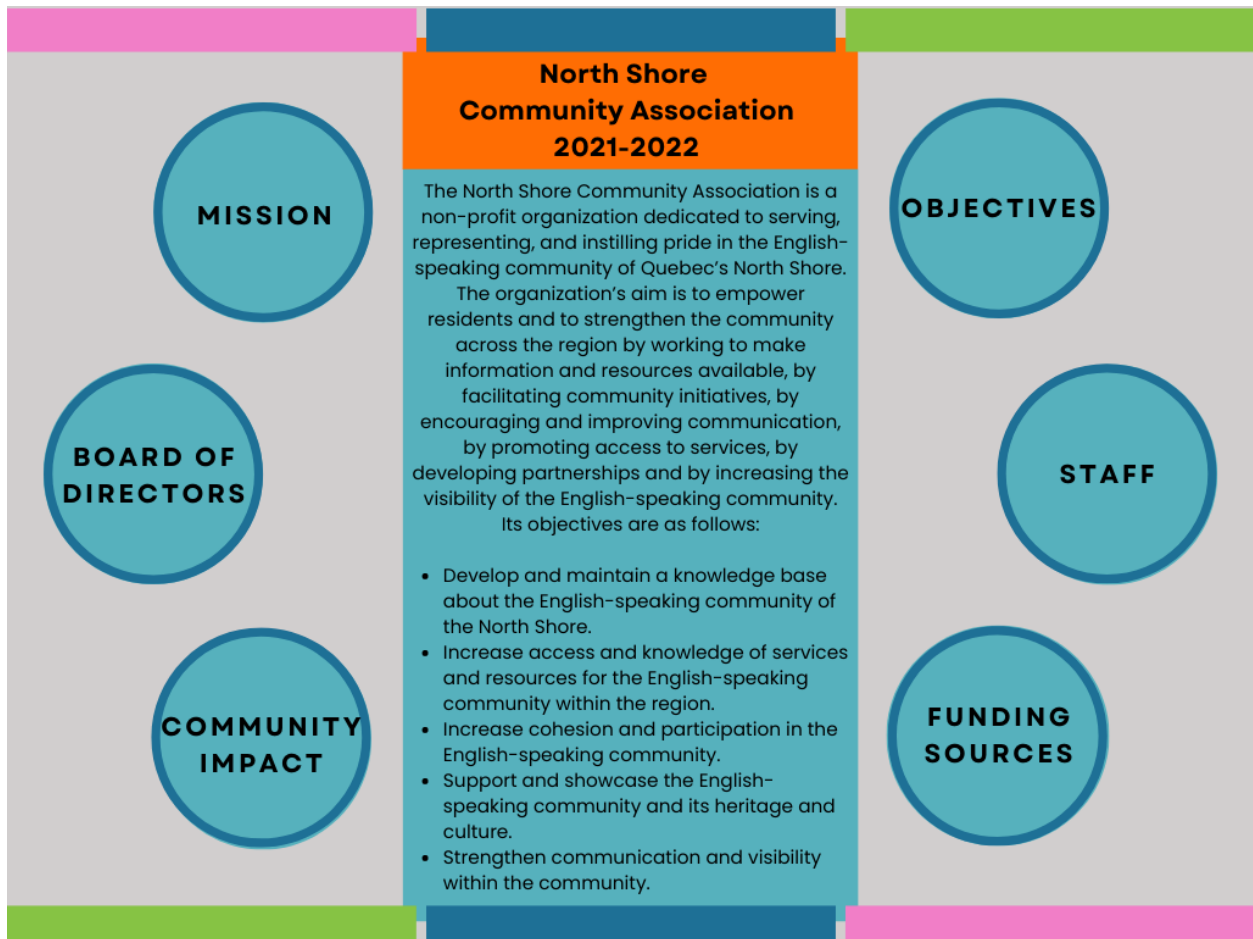 North Shore
Community Association
2021-2022
MISSION
OBJECTIVES
BOARD OF
DIRECTORS
STAFF
COMMUNITY
IMPACT
FUNDING
SOURCES
The North Shore Community Association is a
non-profit organization dedicated to serving,
representing, and instilling pride in the English-
speaking community of Quebec’s North Shore.
The organization’s aim is to empower
residents and to strengthen the community
across the region by working to make
information and resources available, by
facilitating community initiatives, by
encouraging and improving communication,
by promoting access to services, by
developing partnerships and by increasing the
visibility of the English-speaking community.
Its objectives are as follows:
• Develop and maintain a knowledge base
about the English-speaking community of
the North Shore.
• Increase access and knowledge of services
and resources for the English-speaking
community within the region.
• Increase cohesion and participation in the
English-speaking community.
• Support and showcase the English-
speaking community and its heritage and
culture.
• Strengthen communication and visibility
within the community.